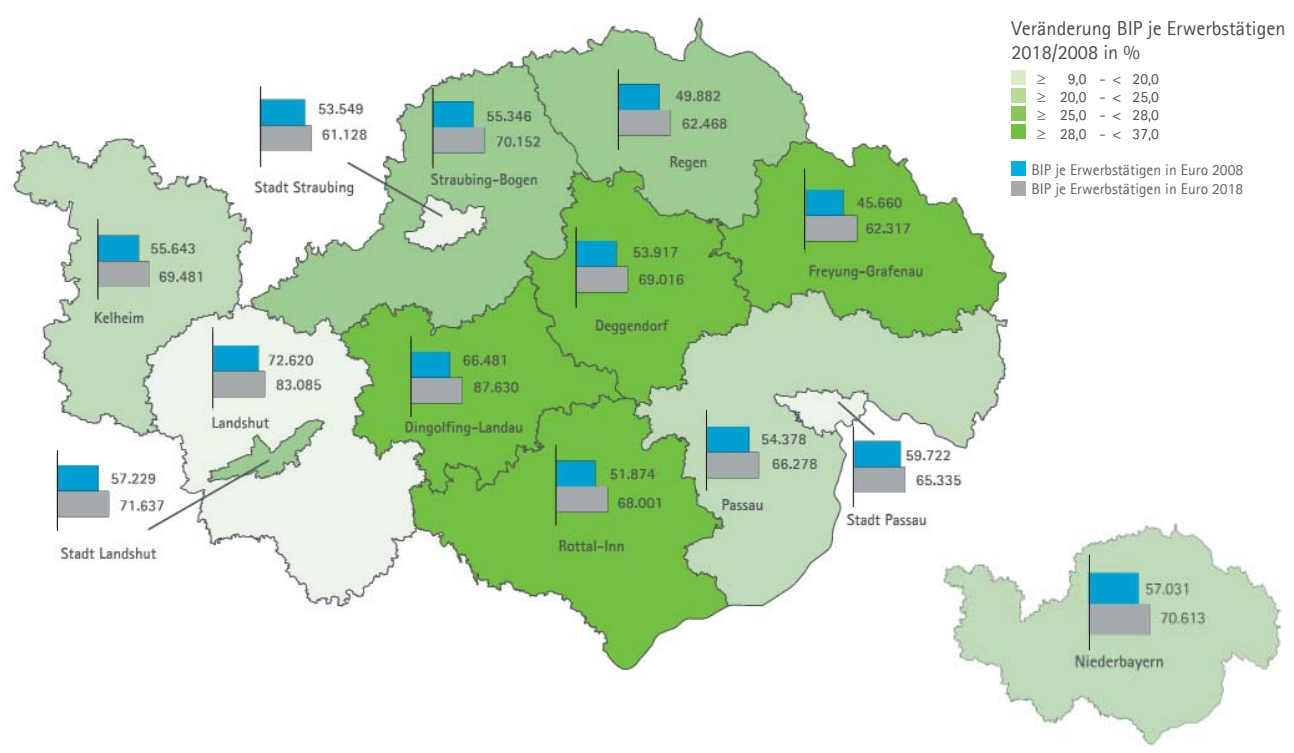 Veränderung BIP je Erwerbstätigen
2018/2008 in %
≥ 9,0 - < 20,0
≥ 20,0 - < 25,0
≥ 25,0 - < 28,0
≥ 28,0 - < 37,0
BIP je Erwerbstätigen in Euro 2008
BIP je Erwerbstätigen in Euro 2018
53.549
61.128
Stadt Straubing
55.346
70.152
Straubing-Bogen
49.882
62.468
Regen
45.660
62.317
Freyung-Grafenau
55.643
69.481
Kelheim
53.917
69.016
Deggendorf
72.620
83.085
Landshut
66.481
87.630
Dingolfing-Landau
57.229
71.637
Stadt Landshut
51.874
68.001
Rottal-Inn
54.378
66.278
Passau
59.722
65.335
Stadt Passau
57.031
70.613
Niederbayern